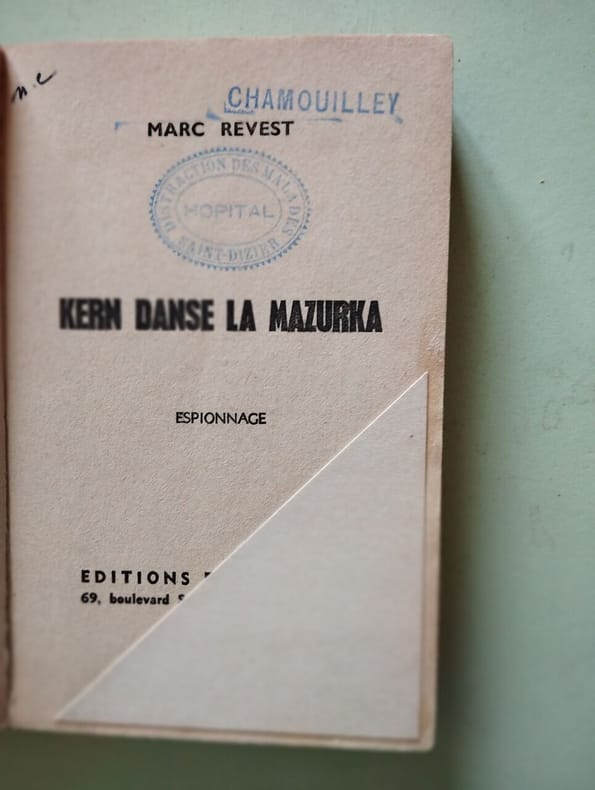 n.c
CHAMOUILLEY
MARC REVEST
DISTRACTION DES MALADES
HOPITAL
SAINT-DIZIER
KERN DANSE LA MAZURKA
ESPIONNAGE
EDITIONS
69, boulevard